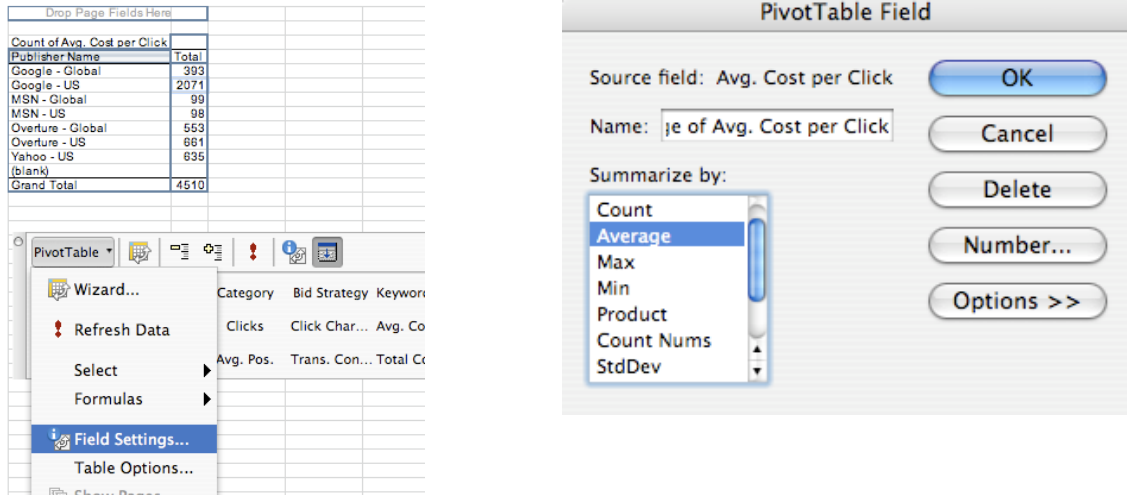 Drop Page Fields Here
Count of Avg. Cost per Click
Publisher Name Total
Google - Global 393
Google - US 2071
MSN - Global 99
MSN - US 98
Overture - Global 553
Overture - US 661
Yahoo - US 635
(blank)
Grand Total 4510
PivotTable
Wizard...
Refresh Data
Select
Formulas
Field Settings...
Table Options...
Show Pages
Category Bid Strategy Keywor
Clicks Click Char... Avg. Co
Avg. Pos. Trans. Con... Total Co
PivotTable Field
Source field: Avg. Cost per Click
Name: ge of Avg. Cost per Click
Summarize by:
Count
Average
Max
Min
Product
Count Nums
StdDev
OK
Cancel
Delete
Number...
Options >>